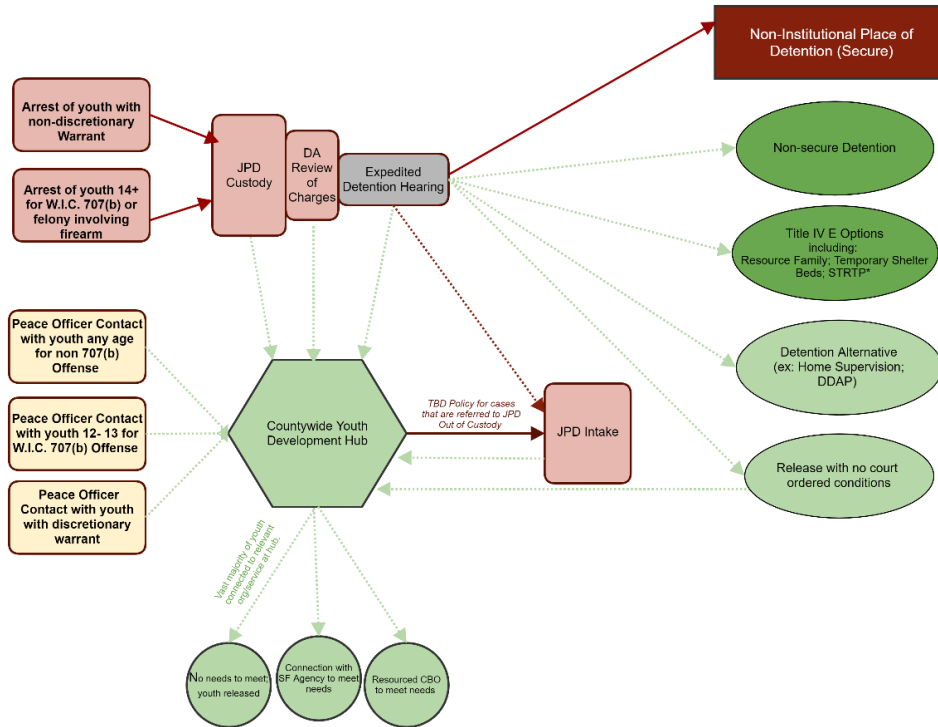 Non-Institutional Place of
Detention (Secure)
Arrest of youth with
non-discretionary
Warrant
Arrest of youth 14+
for W.I.C. 707(b) or
felony involving
firearm
JPD
Custody
DA
Review
of
Charges
Expedited
Detention Hearing
Non-secure Detention
Title IV E Options
including:
Resource Family; Temporary Shelter
Beds; STRTP*
Detention Alternative
(ex: Home Supervision;
DDAP)
Release with no court
ordered conditions
Peace Officer Contact
with youth any age
for non 707(b)
Offense
Peace Officer Contact
with youth 12- 13 for
W.I.C. 707(b) Offense
Peace Officer
Contact with youth
with discretionary
warrant
Countywide Youth
Development Hub
TBD Policy for cases
that are referred to JPD
Out of Custody
JPD Intake
Vast majority of youth
connected to relevant
org/service at hub.
No needs to meet;
youth released
Connection with
SF Agency to meet
needs
Resourced CBO
to meet needs